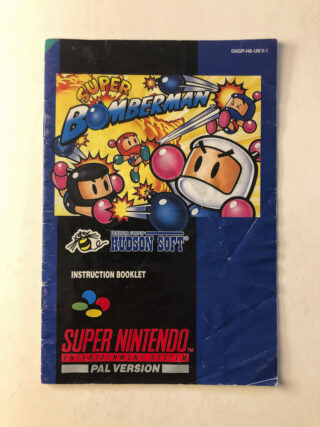 SNSP-H6-UKV-1
SUPER
BOMBERMAN
HUDSON SOFT
INSTRUCTION BOOKLET
SUPER NINTENDO
ENTERTAINMENT SYSTEM
PAL VERSION